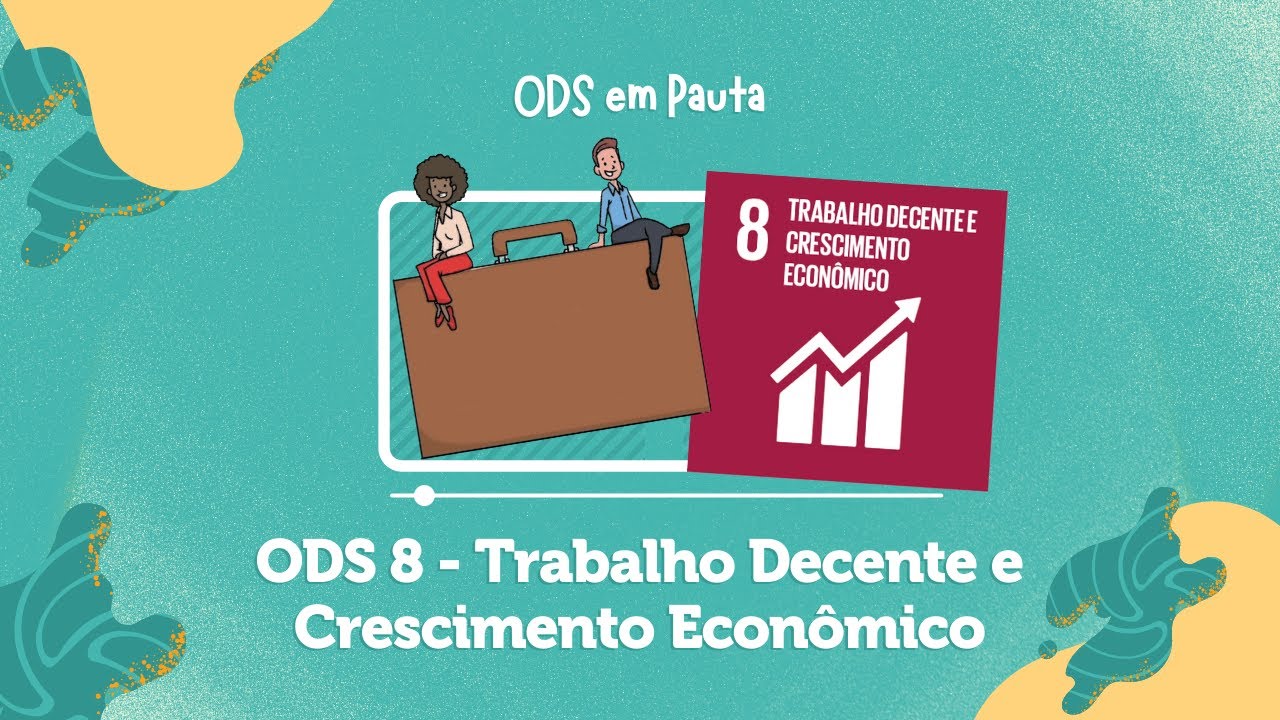 ODS em Pauta
8 TRABALHO DECENTE E
CRESCIMENTO
ECONÔMICO
ODS 8 - Trabalho Decente e
Crescimento Econômico